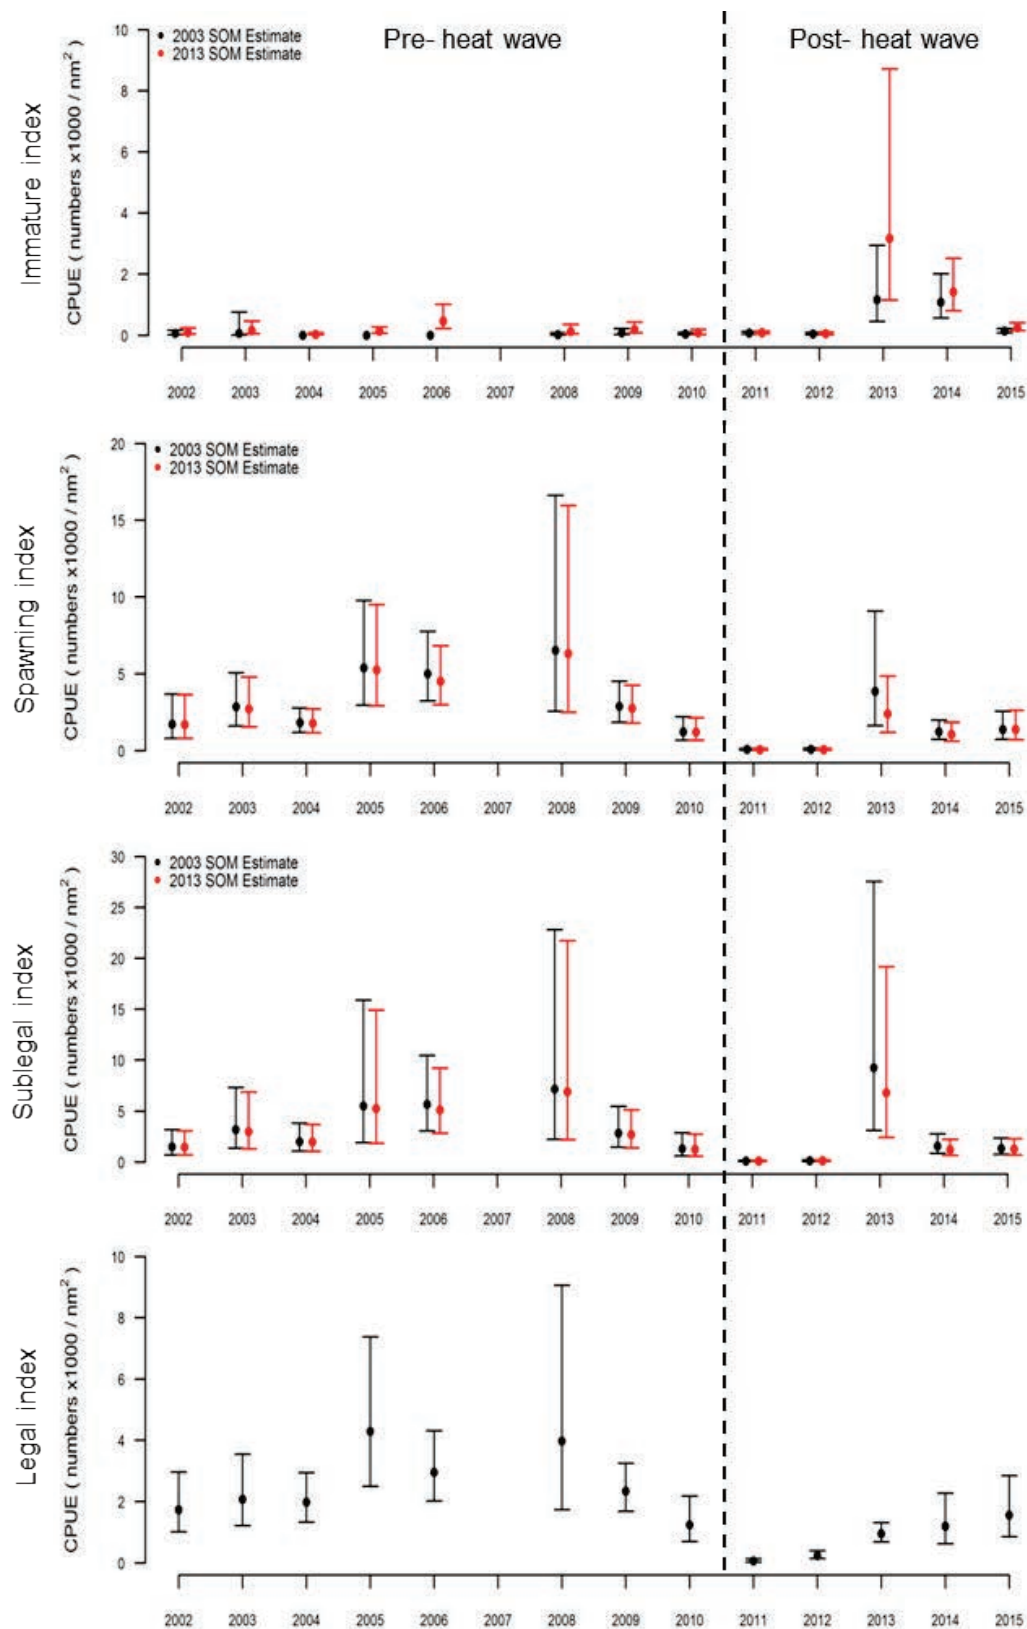 Pre- heat wave
Post- heat wave
2003 SOM Estimate
2013 SOM Estimate
Immature index
CPUE ( numbers x1000 / nm² )
10
8
6
4
2
0
2002 2003 2004 2005 2006 2007 2008 2009 2010 2011 2012 2013 2014 2015
2003 SOM Estimate
2013 SOM Estimate
Spawning index
CPUE ( numbers x1000 / nm² )
20
15
10
5
0
2002 2003 2004 2005 2006 2007 2008 2009 2010 2011 2012 2013 2014 2015
2003 SOM Estimate
2013 SOM Estimate
Sublegal index
CPUE ( numbers x1000 / nm² )
30
25
20
15
10
5
0
2002 2003 2004 2005 2006 2007 2008 2009 2010 2011 2012 2013 2014 2015
Legal index
CPUE ( numbers x1000 / nm² )
10
8
6
4
2
0
2002 2003 2004 2005 2006 2007 2008 2009 2010 2011 2012 2013 2014 2015